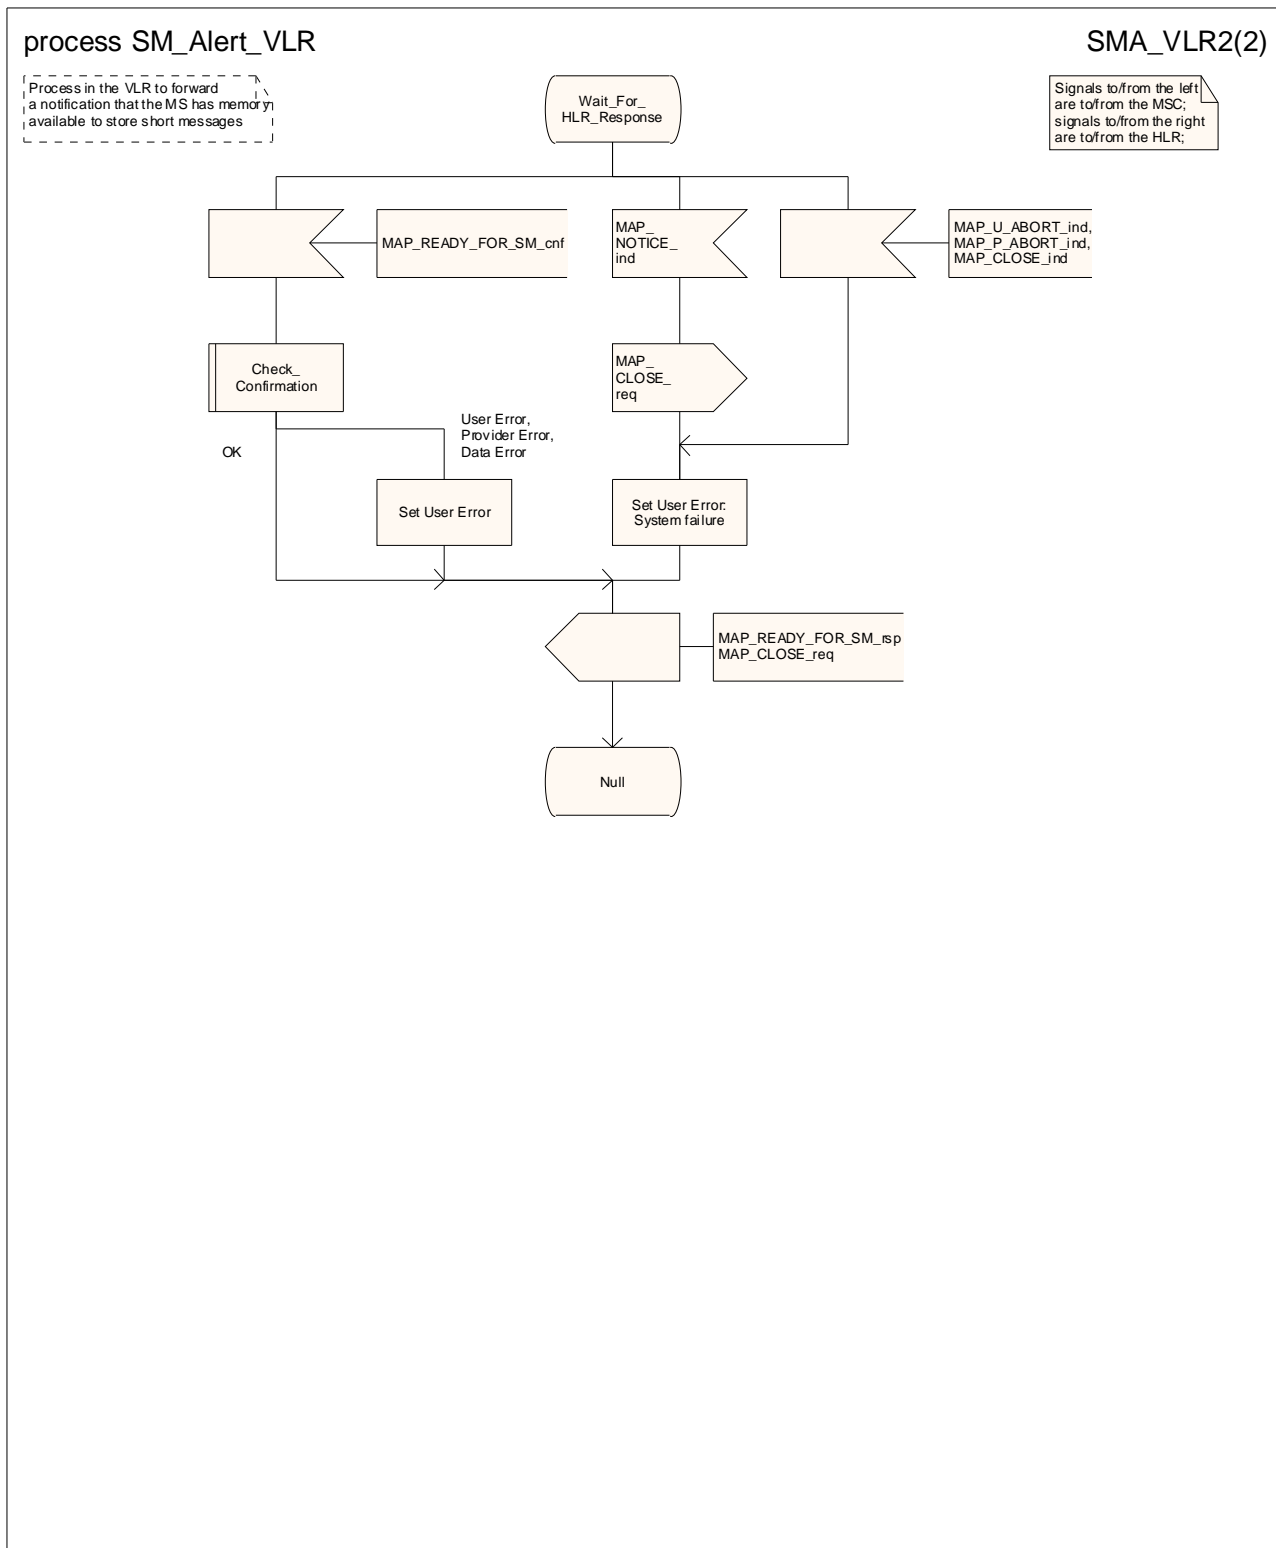 process SM_Alert_VLR
SMA_VLR2(2)
Process in the VLR to forward
a notification that the MS has memory
available to store short messages
Signals to/from the left
are to/from the MSC;
signals to/from the right
are to/from the HLR;
Wait_For_
HLR_Response
MAP_READY_FOR_SM_cnf
MAP_
NOTICE_
ind
MAP_U_ABORT_ind,
MAP_P_ABORT_ind,
MAP_CLOSE_ind
Check_
Confirmation
MAP_
CLOSE_
req
OK
User Error,
Provider Error,
Data Error
Set User Error
Set User Error:
System failure
MAP_READY_FOR_SM_rsp
MAP_CLOSE_req
Null